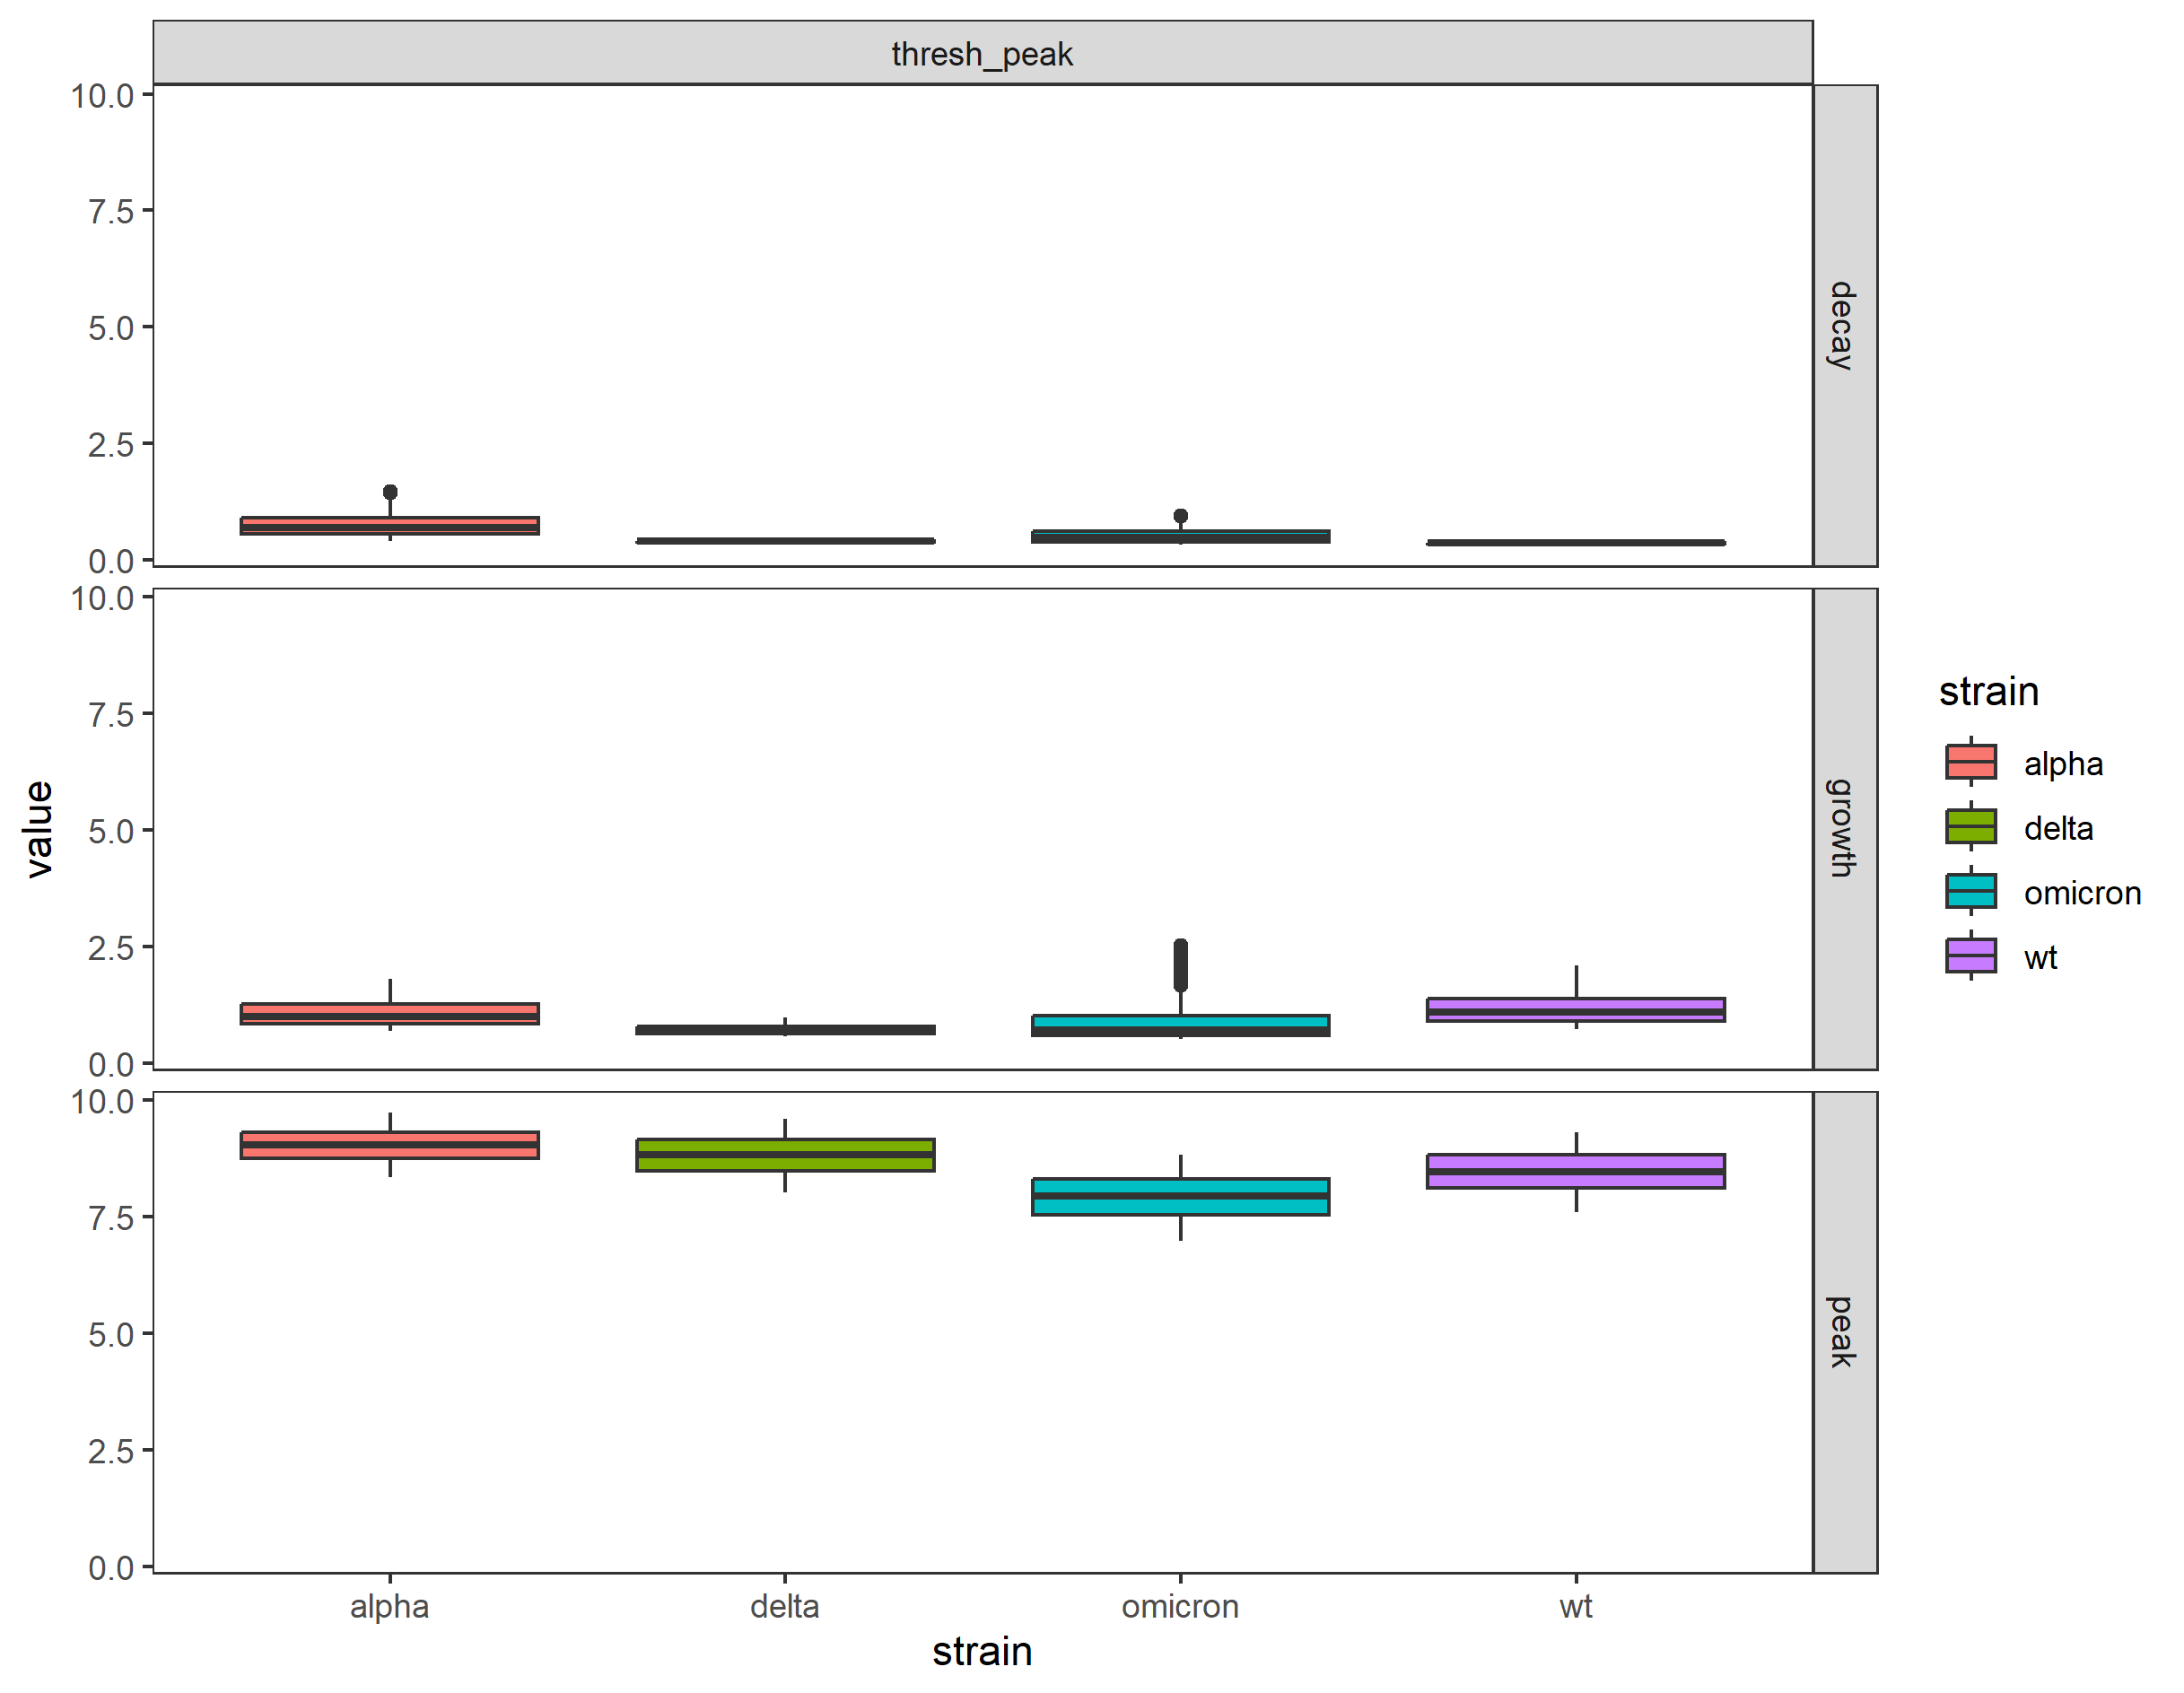 thresh_peak
10.0
7.5
5.0
2.5
0.0
decay
10.0
7.5
5.0
2.5
0.0
growth
10.0
7.5
5.0
2.5
0.0
peak
value
alpha
delta
omicron
wt
strain
strain
alpha
delta
omicron
wt